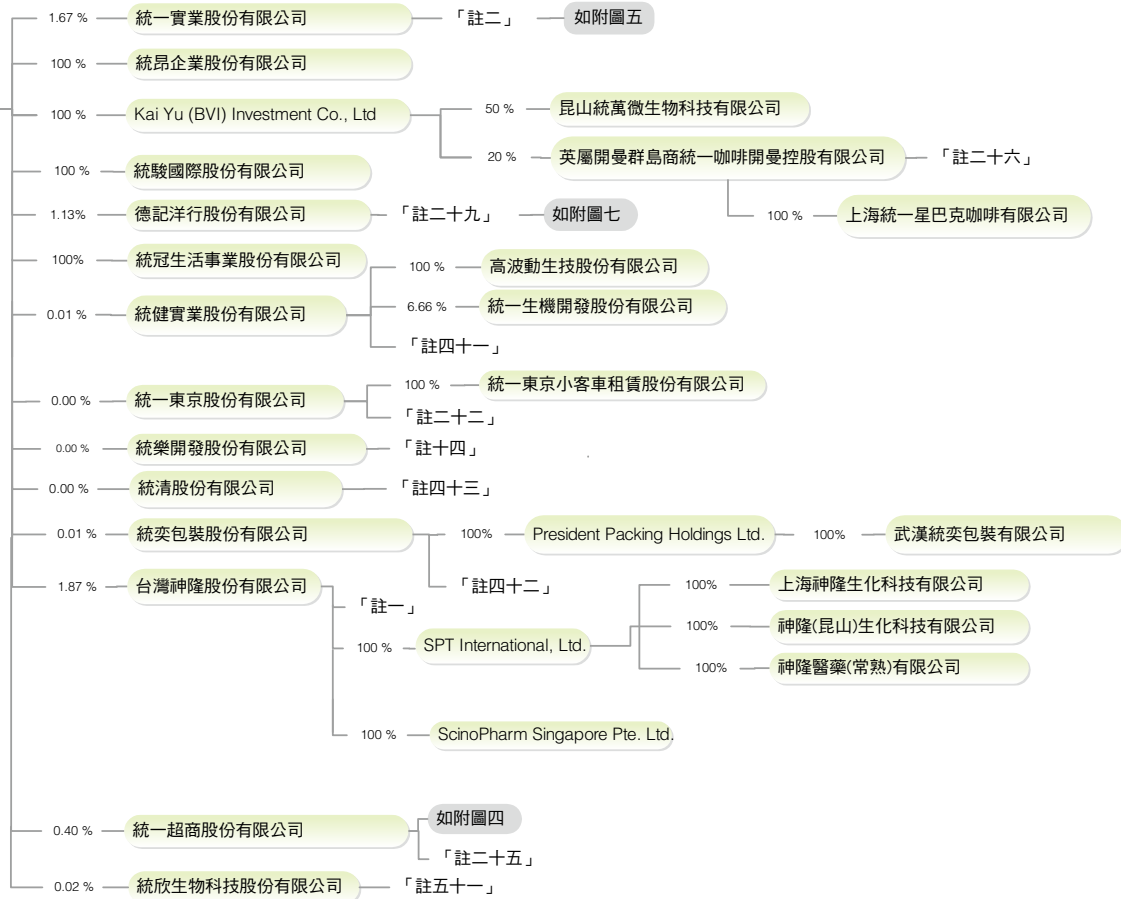 1.67 % 統一實業股份有限公司 「註二」 如附圖五
100 % 統昂企業股份有限公司
100 % Kai Yu (BVI) Investment Co., Ltd 50 % 昆山統萬微生物科技有限公司
20 % 英屬開曼群島商統一咖啡開曼控股有限公司 「註二十六」
100 % 統駿國際股份有限公司
1.13% 德記洋行股份有限公司 「註二十九」 如附圖七 100 % 上海統一星巴克咖啡有限公司
100% 統冠生活事業股份有限公司 100 % 高波動生技股份有限公司
0.01 % 統健實業股份有限公司 6.66 % 統一生機開發股份有限公司
「註四十一」
0.00 % 統一東京股份有限公司 100 % 統一東京小客車租賃股份有限公司
「註二十二」
0.00 % 統樂開發股份有限公司 「註十四」
0.00 % 統清股份有限公司 「註四十三」
0.01 % 統奕包裝股份有限公司 100% President Packing Holdings Ltd. 100% 武漢統奕包裝有限公司
「註四十二」
1.87 % 台灣神隆股份有限公司 100% 上海神隆生化科技有限公司
「註一」
100 % SPT International, Ltd. 100% 神隆(昆山)生化科技有限公司
100% 神隆醫藥(常熟)有限公司
100 % ScinoPharm Singapore Pte. Ltd.
0.40 % 統一超商股份有限公司 如附圖四
「註二十五」
0.02 % 統欣生物科技股份有限公司 「註五十一」